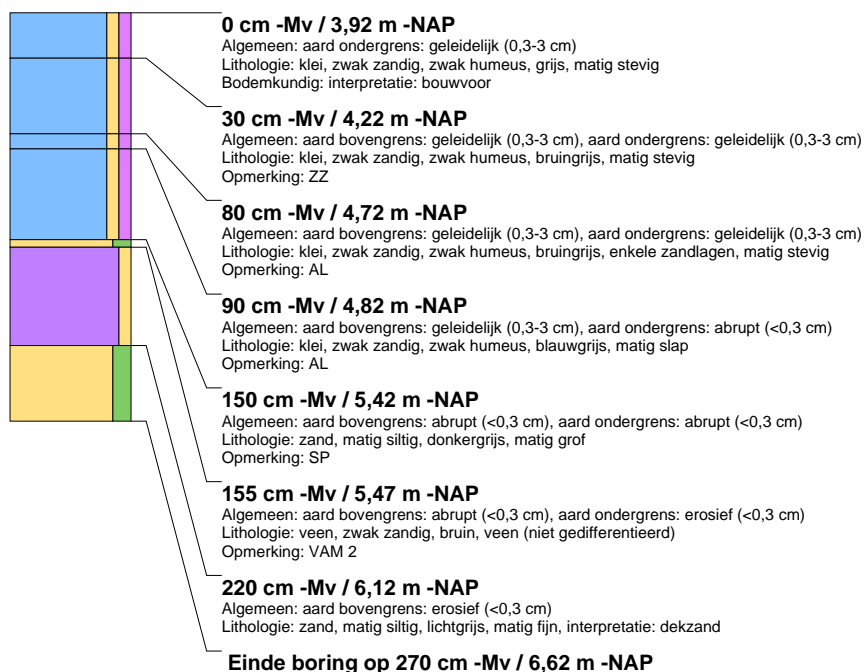 0 cm -Mv / 3,92 m -NAP
Algemeen: aard ondergrens: geleidelijk (0,3-3 cm)
Lithologie: klei, zwak zandig, zwak humeus, grijs, matig stevig
Bodemkundig: interpretatie: bouwvoor
30 cm -Mv / 4,22 m -NAP
Algemeen: aard bovengrens: geleidelijk (0,3-3 cm), aard ondergrens: geleidelijk (0,3-3 cm)
Lithologie: klei, zwak zandig, zwak humeus, bruingrijs, matig stevig
Opmerking: ZZ
80 cm -Mv / 4,72 m -NAP
Algemeen: aard bovengrens: geleidelijk (0,3-3 cm), aard ondergrens: geleidelijk (0,3-3 cm)
Lithologie: klei, zwak zandig, zwak humeus, bruingrijs, enkele zandlagen, matig stevig
Opmerking: AL
90 cm -Mv / 4,82 m -NAP
Algemeen: aard bovengrens: geleidelijk (0,3-3 cm), aard ondergrens: abrupt (<0,3 cm)
Lithologie: klei, zwak zandig, zwak humeus, blauwgrijs, matig slap
Opmerking: AL
150 cm -Mv / 5,42 m -NAP
Algemeen: aard bovengrens: abrupt (<0,3 cm), aard ondergrens: abrupt (<0,3 cm)
Lithologie: zand, matig siltig, donkergrijs, matig grof
Opmerking: SP
155 cm -Mv / 5,47 m -NAP
Algemeen: aard bovengrens: abrupt (<0,3 cm), aard ondergrens: erosief (<0,3 cm)
Lithologie: veen, zwak zandig, bruin, veen (niet gedifferentieerd)
Opmerking: VAM 2
220 cm -Mv / 6,12 m -NAP
Algemeen: aard bovengrens: erosief (<0,3 cm)
Lithologie: zand, matig siltig, lichtgrijs, matig fijn, interpretatie: dekzand
Einde boring op 270 cm -Mv / 6,62 m -NAP